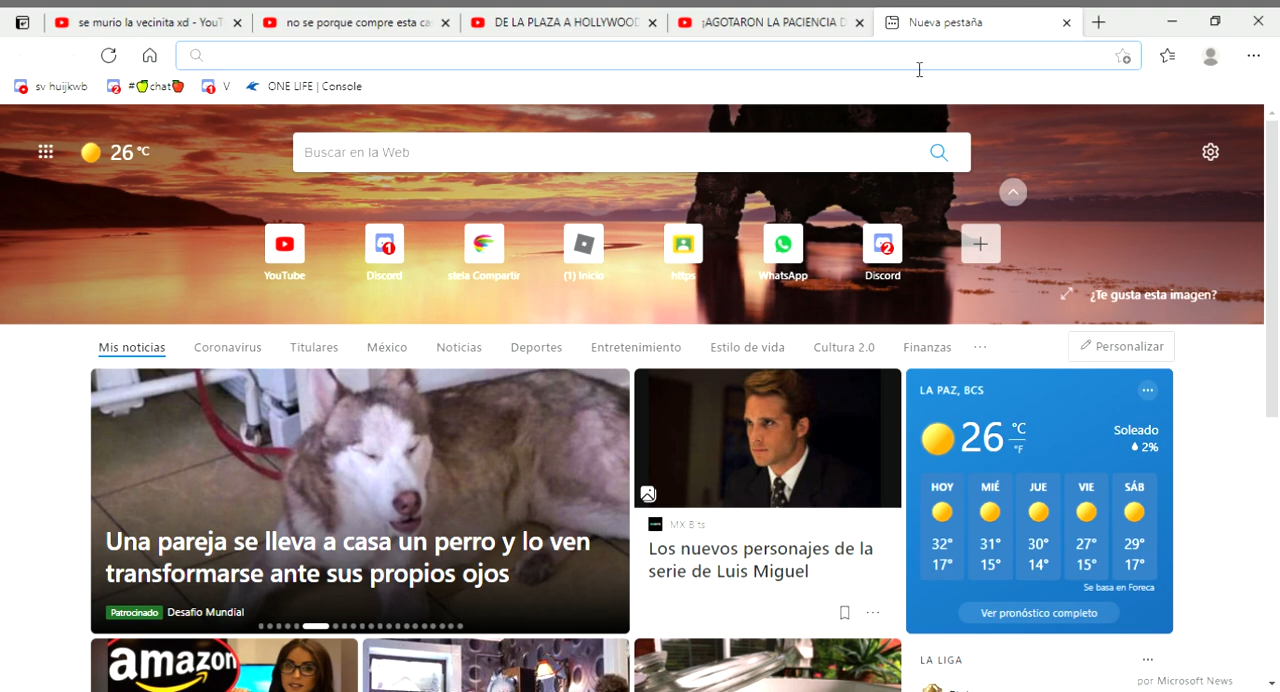 se murio la vecinita xd - YouT
no se porque compre esta ca
DE LA PLAZA A HOLLYWOOD
¡AGOTARON LA PACIENCIA D
Nueva pestaña
sv huijkwb
#🍏chat🍎
V
ONE LIFE | Console
26 °C
Buscar en la Web
YouTube
Discord
stela Compartir
(1) Inicio
https
WhatsApp
Discord
¿Te gusta esta imagen?
Mis noticias
Coronavirus
Titulares
México
Noticias
Deportes
Entretenimiento
Estilo de vida
Cultura 2.0
Finanzas
Personalizar
Una pareja se lleva a casa un perro y lo ven
transformarse ante sus propios ojos
Patrocinado Desafio Mundial
MX Bits
Los nuevos personajes de la
serie de Luis Miguel
LA PAZ, BCS
26 °C
°F
Soleado
2%
HOY MIÉ JUE VIE SÁB
32° 31° 30° 27° 29°
17° 15° 14° 15° 17°
Se basa en Foreca
Ver pronóstico completo
amazon
LA LIGA
por Microsoft News